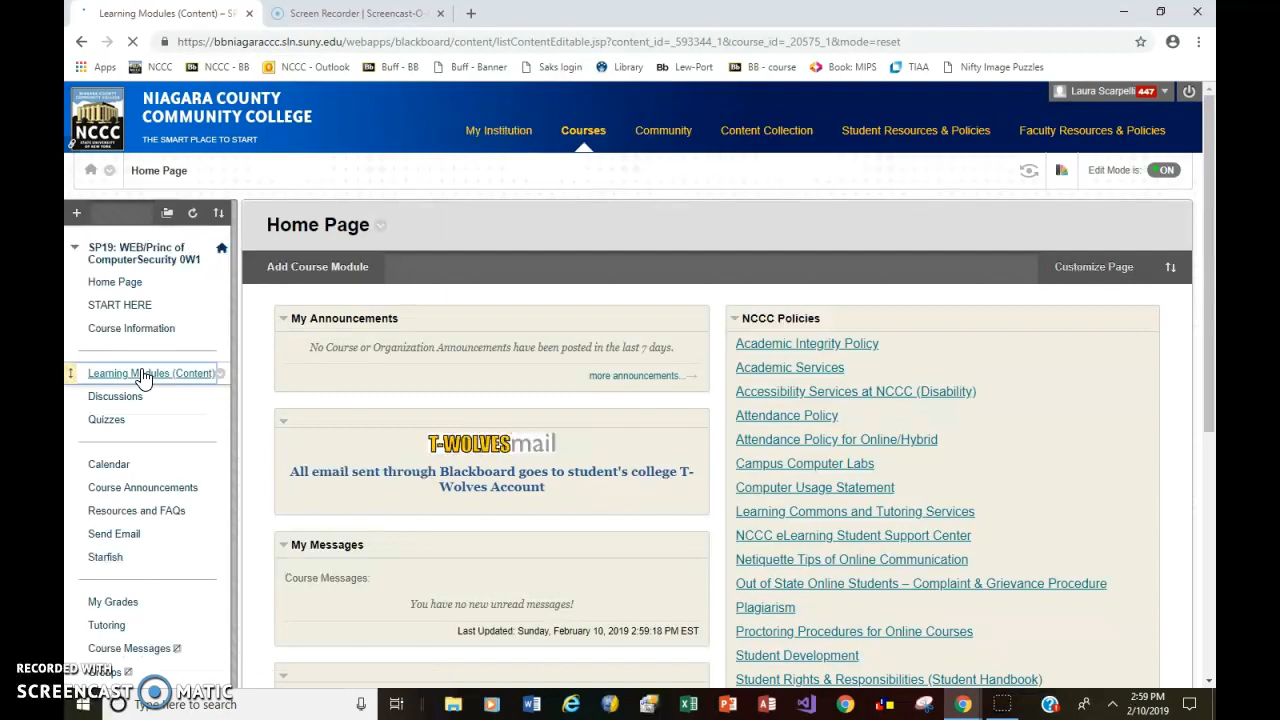 Learning Modules (Content) – SP
Screen Recorder | Screencast-O-
https://bbniagaraccc.sln.suny.edu/webapps/blackboard/content/listContentEditable.jsp?content_id=_593344_1&course_id=_20575_1&mode=reset
Apps
NCCC
NCCC - BB
NCCC - Outlook
Buff - BB
Buff - Banner
Saks login
Library
Lew-Port
BB - course
Book: MIPS
TIAA
Nifty Image Puzzles
NCCC
NIAGARA COUNTY
COMMUNITY COLLEGE
THE SMART PLACE TO START
Laura Scarpelli 447
My Institution
Courses
Community
Content Collection
Student Resources & Policies
Faculty Resources & Policies
Home Page
Edit Mode is: ON
SP19: WEB/Princ of
ComputerSecurity 0W1
Home Page
START HERE
Course Information
Learning Modules (Content)
Discussions
Quizzes
Calendar
Course Announcements
Resources and FAQs
Send Email
Starfish
My Grades
Tutoring
Course Messages
Groups
Home Page
Add Course Module
Customize Page
My Announcements
No Course or Organization Announcements have been posted in the last 7 days.
more announcements...
T-WOLVESmail
All email sent through Blackboard goes to student's college T-
Wolves Account
My Messages
Course Messages:
You have no new unread messages!
Last Updated: Sunday, February 10, 2019 2:59:18 PM EST
NCCC Policies
Academic Integrity Policy
Academic Services
Accessibility Services at NCCC (Disability)
Attendance Policy
Attendance Policy for Online/Hybrid
Campus Computer Labs
Computer Usage Statement
Learning Commons and Tutoring Services
NCCC eLearning Student Support Center
Netiquette Tips of Online Communication
Out of State Online Students – Complaint & Grievance Procedure
Plagiarism
Proctoring Procedures for Online Courses
Student Development
Student Rights & Responsibilities (Student Handbook)
RECORDED WITH
SCREENCAST MATIC
Type here to search
2:59 PM
2/10/2019